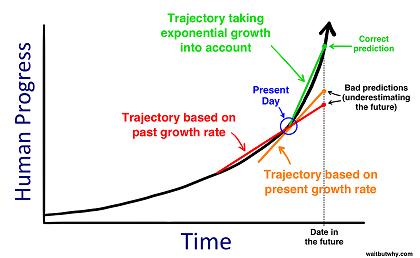 Trajectory taking
exponential growth
into account
Correct
prediction
Present
Day
Bad predictions
(underestimating
the future)
Trajectory based on
past growth rate
Trajectory based on
present growth rate
Human Progress
Time
Date in
the future
waitbutwhy.com